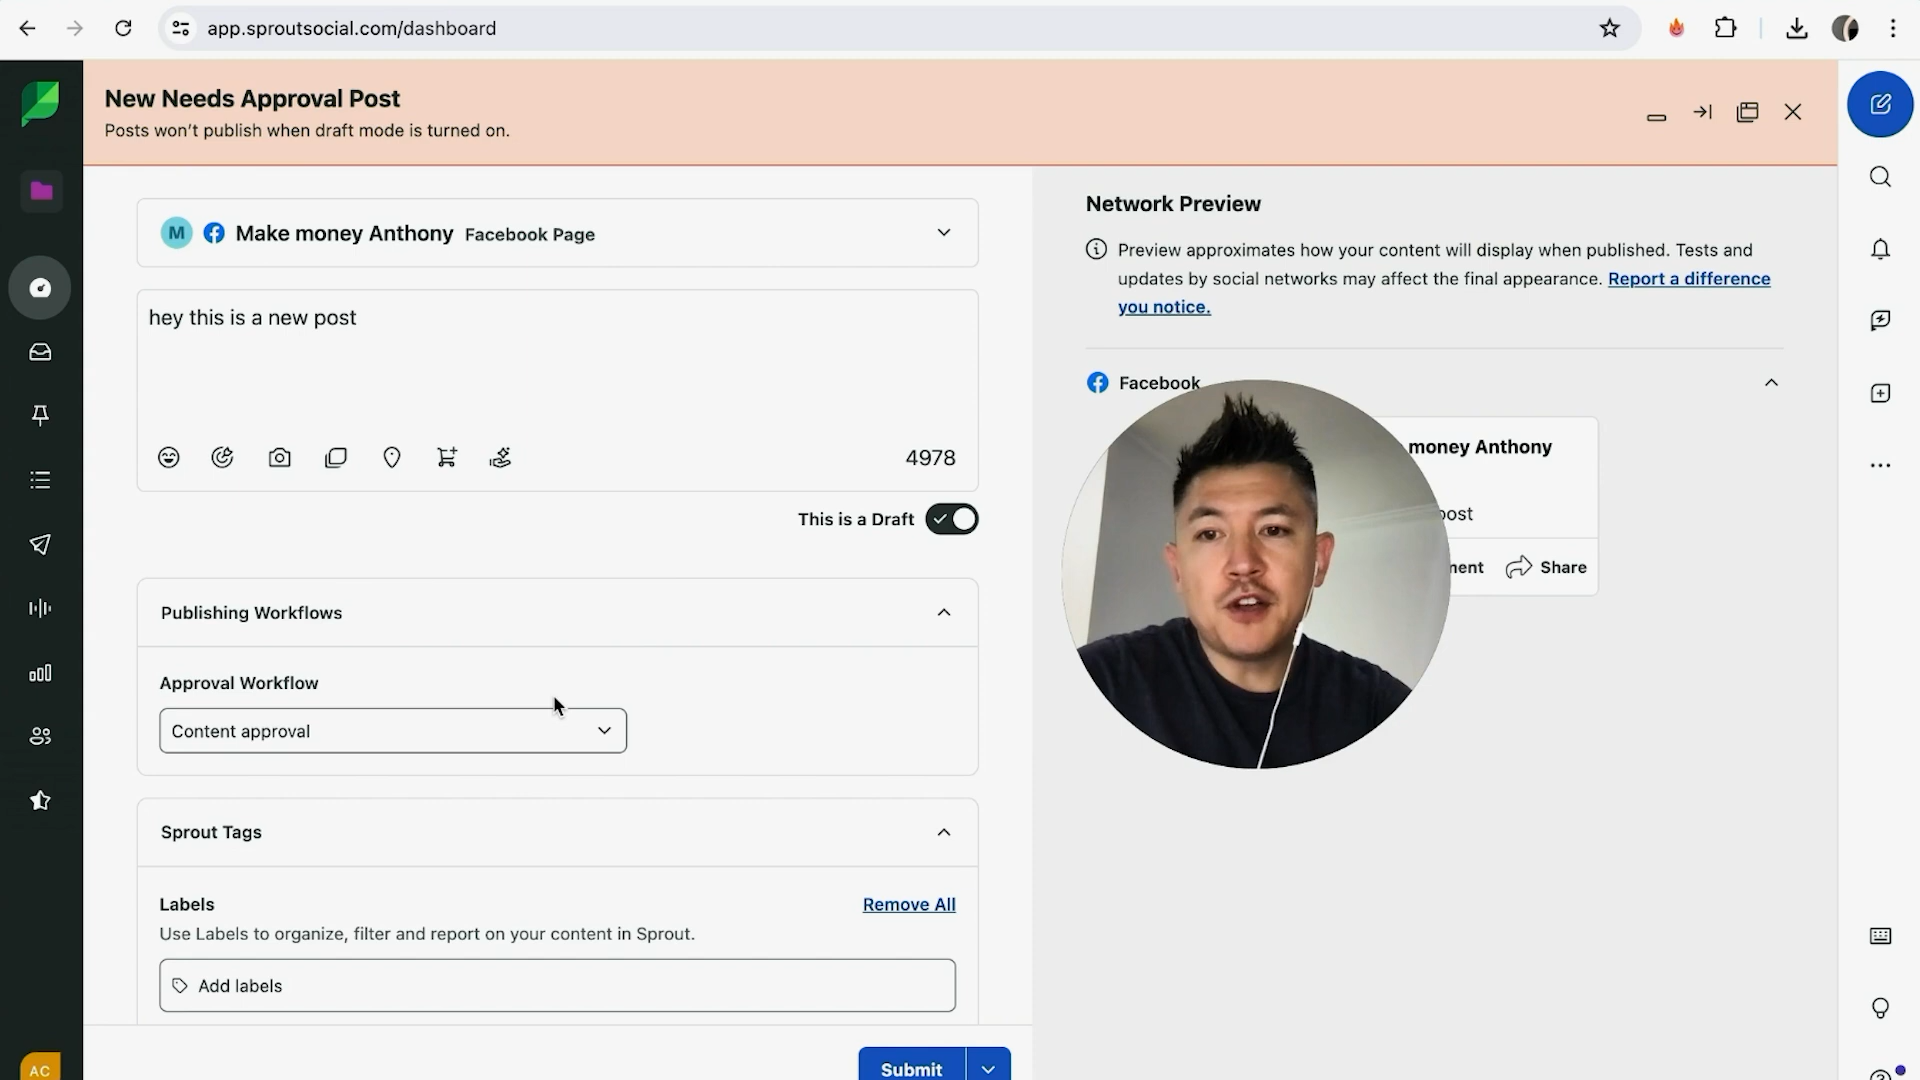 app.sproutsocial.com/dashboard
New Needs Approval Post
Posts won't publish when draft mode is turned on.
M Make money Anthony Facebook Page
hey this is a new post
4978
This is a Draft
Publishing Workflows
Approval Workflow
Content approval
Sprout Tags
Labels
Remove All
Use Labels to organize, filter and report on your content in Sprout.
Add labels
Submit
AC
Network Preview
Preview approximates how your content will display when published. Tests and
updates by social networks may affect the final appearance. Report a difference
you notice.
Facebook
money Anthony
post
Share